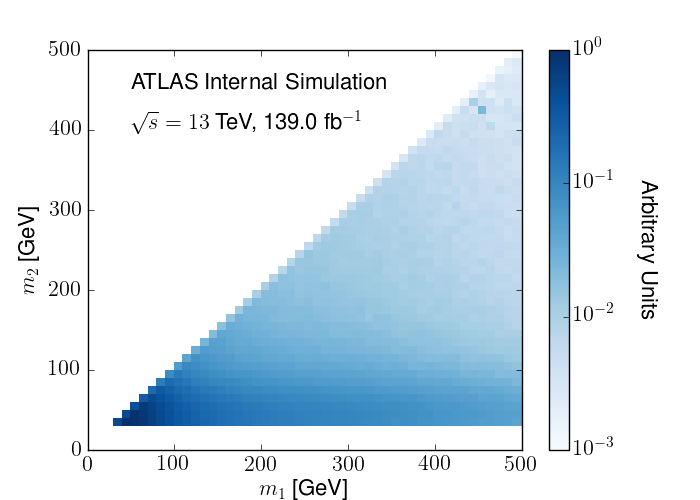 ATLAS Internal Simulation
√s = 13 TeV, 139.0 fb⁻¹
500
400
300
200
100
0
m₂ [GeV]
0 100 200 300 400 500
m₁ [GeV]
10⁰
10⁻¹
10⁻²
10⁻³
Arbitrary Units